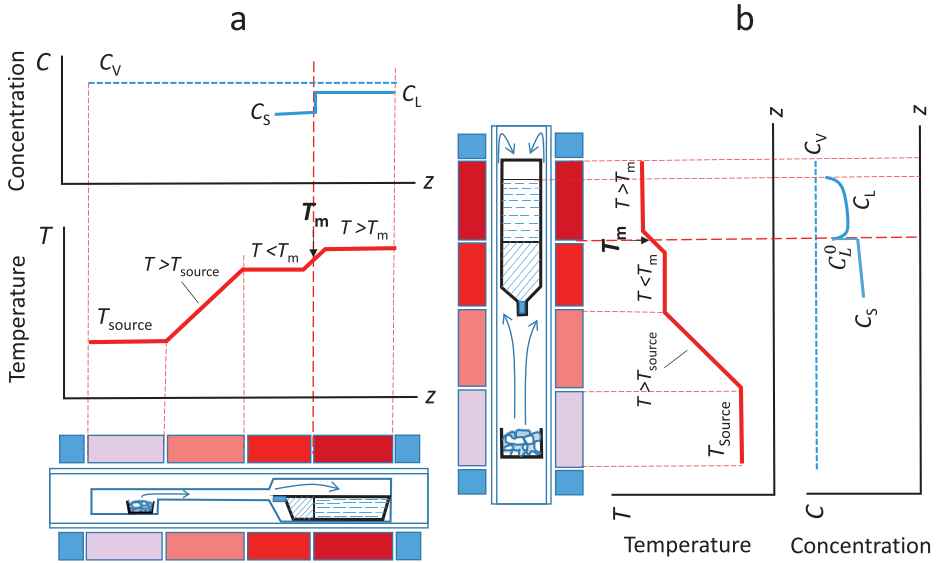 a
b
Concentration
C
C_V
C_S
C_L
z
Temperature
T
T_m
T>T_m
T<T_m
T>T_source
T_source
z
z
z
C_V
T>T_m
C_L
T_m
C_L^0
T<T_m
C_S
T>T_source
T_Source
T
C
Temperature
Concentration